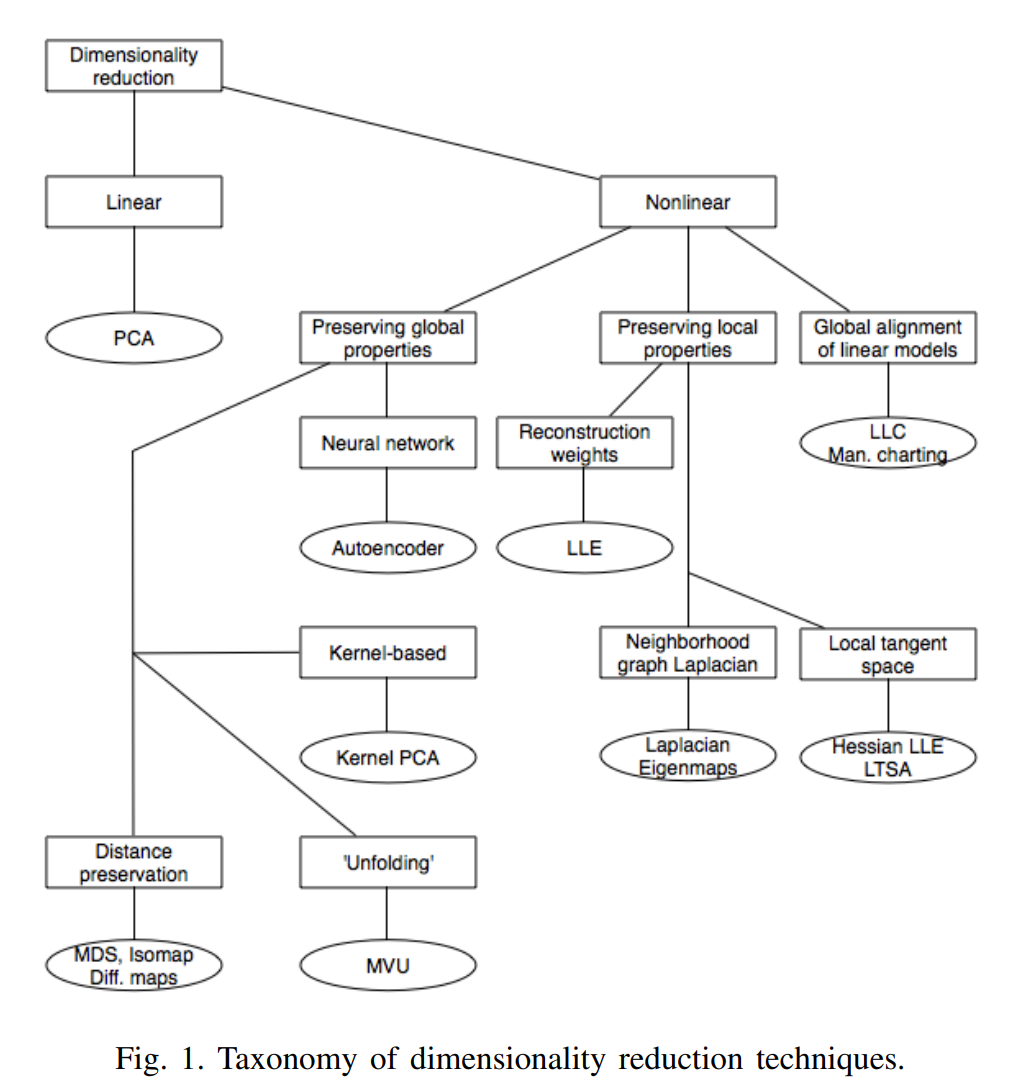 Dimensionality
reduction
Linear
Nonlinear
PCA
Preserving global
properties
Preserving local
properties
Global alignment
of linear models
Neural network
Reconstruction
weights
LLC
Man. charting
Autoencoder
LLE
Kernel-based
Neighborhood
graph Laplacian
Local tangent
space
Kernel PCA
Laplacian
Eigenmaps
Hessian LLE
LTSA
Distance
preservation
'Unfolding'
MDS, Isomap
Diff. maps
MVU
Fig. 1. Taxonomy of dimensionality reduction techniques.